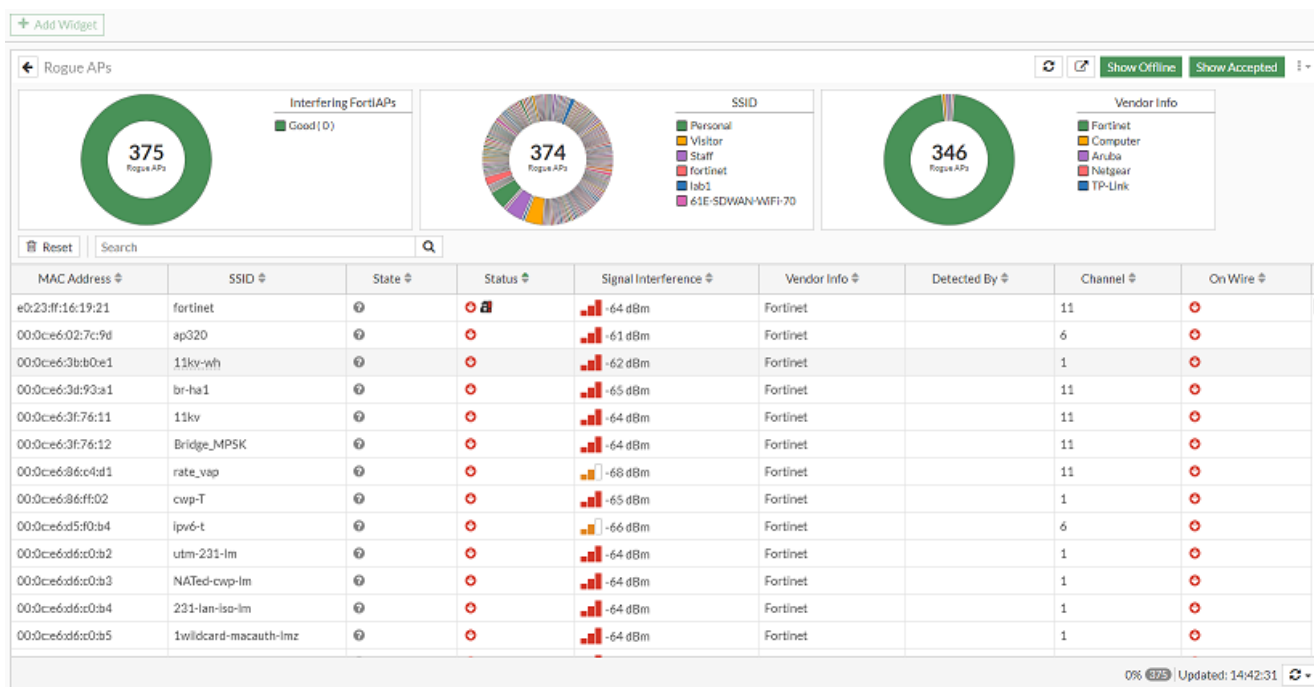 + Add Widget
Rogue APs
Show Offline Show Accepted
Interfering FortiAPs
375
Rogue APs
Good ( 0 )
SSID
374
Rogue APs
Personal
Visitor
Staff
fortinet
lab1
61E-SDWAN-WiFi-70
Vendor Info
346
Rogue APs
Fortinet
Computer
Aruba
Netgear
TP-Link
Reset Search
MAC Address SSID State Status Signal Interference Vendor Info Detected By Channel On Wire
e0:23:ff:16:19:21 fortinet -64 dBm Fortinet 11
00:0c:e6:02:7c:9d ap320 -61 dBm Fortinet 6
00:0c:e6:3b:b0:e1 11kv-wh -62 dBm Fortinet 1
00:0c:e6:3d:93:a1 br-ha1 -65 dBm Fortinet 11
00:0c:e6:3f:76:11 11kv -64 dBm Fortinet 11
00:0c:e6:3f:76:12 Bridge_MPSK -64 dBm Fortinet 11
00:0c:e6:86:c4:d1 rate_vap -68 dBm Fortinet 11
00:0c:e6:86:ff:02 cwp-T -65 dBm Fortinet 1
00:0c:e6:d5:f0:b4 ipv6-t -66 dBm Fortinet 6
00:0c:e6:d6:c0:b2 utm-231-lm -64 dBm Fortinet 1
00:0c:e6:d6:c0:b3 NATed-cwp-lm -64 dBm Fortinet 1
00:0c:e6:d6:c0:b4 231-lan-iso-lm -64 dBm Fortinet 1
00:0c:e6:d6:c0:b5 1wildcard-macauth-lmz -64 dBm Fortinet 1
0% 375 Updated: 14:42:31